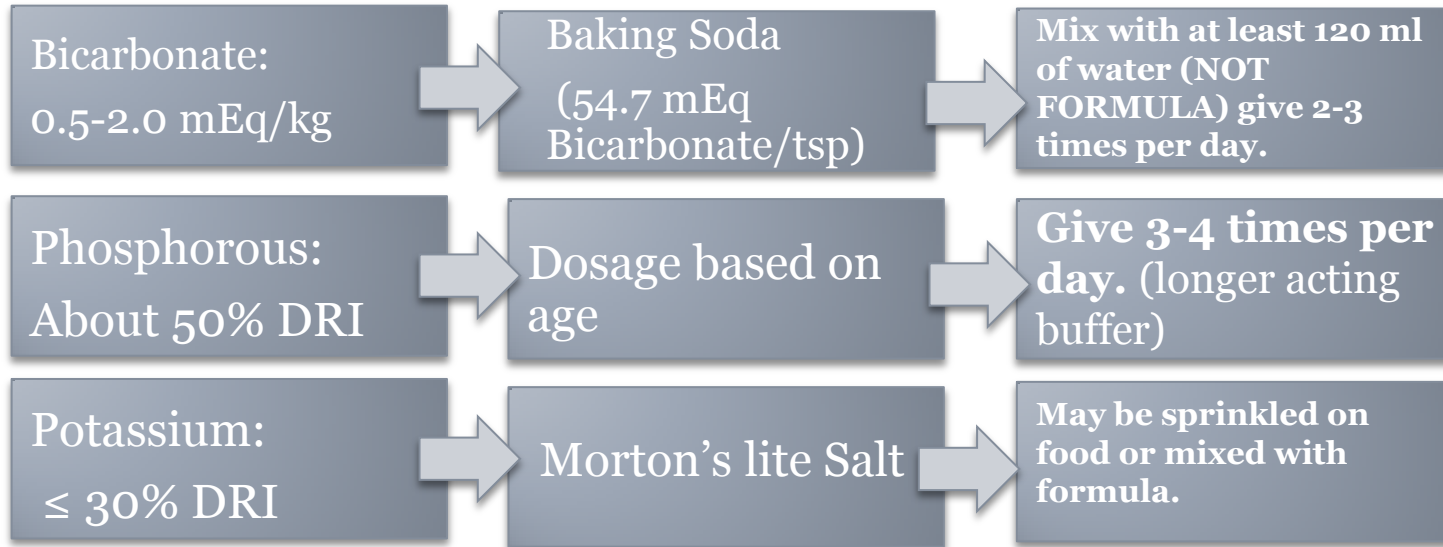 Bicarbonate:
0.5-2.0 mEq/kg
Baking Soda
(54.7 mEq
Bicarbonate/tsp)
Mix with at least 120 ml
of water (NOT
FORMULA) give 2-3
times per day.
Phosphorous:
About 50% DRI
Dosage based on
age
Give 3-4 times per
day. (longer acting
buffer)
Potassium:
≤ 30% DRI
Morton’s lite Salt
May be sprinkled on
food or mixed with
formula.